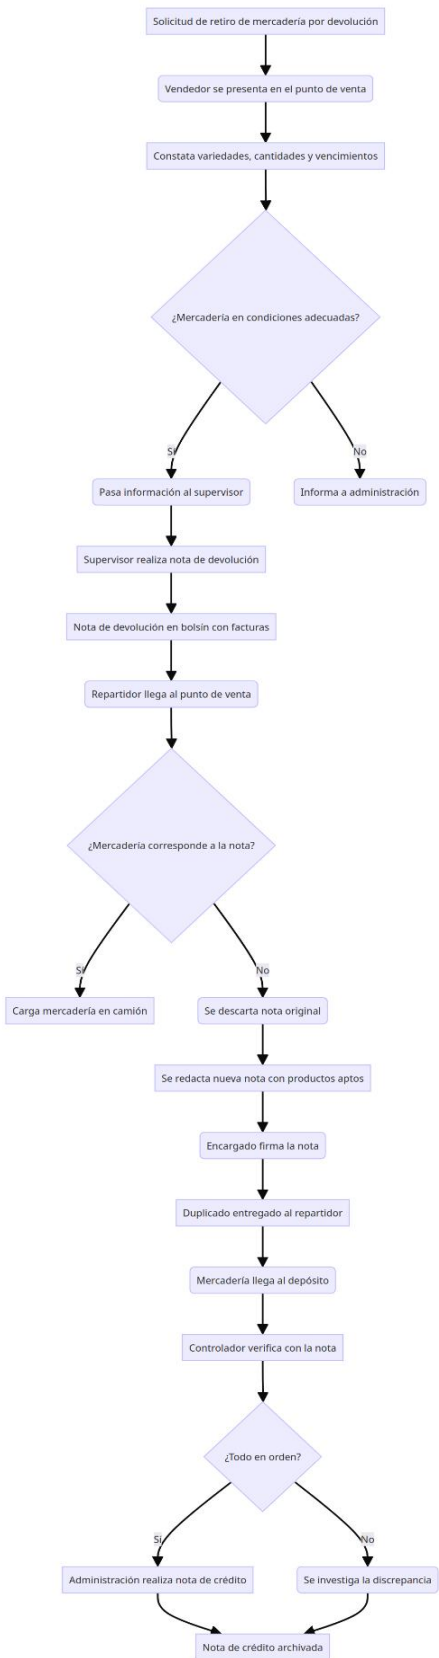 Solicitud de retiro de mercadería por devolución
Vendedor se presenta en el punto de venta
Constata variedades, cantidades y vencimientos
¿Mercadería en condiciones adecuadas?
Sí
No
Pasa información al supervisor
Informa a administración
Supervisor realiza nota de devolución
Nota de devolución en bolsín con facturas
Repartidor llega al punto de venta
¿Mercadería corresponde a la nota?
Sí
No
Carga mercadería en camión
Se descarta nota original
Se redacta nueva nota con productos aptos
Encargado firma la nota
Duplicado entregado al repartidor
Mercadería llega al depósito
Controlador verifica con la nota
¿Todo en orden?
Sí
No
Administración realiza nota de crédito
Se investiga la discrepancia
Nota de crédito archivada